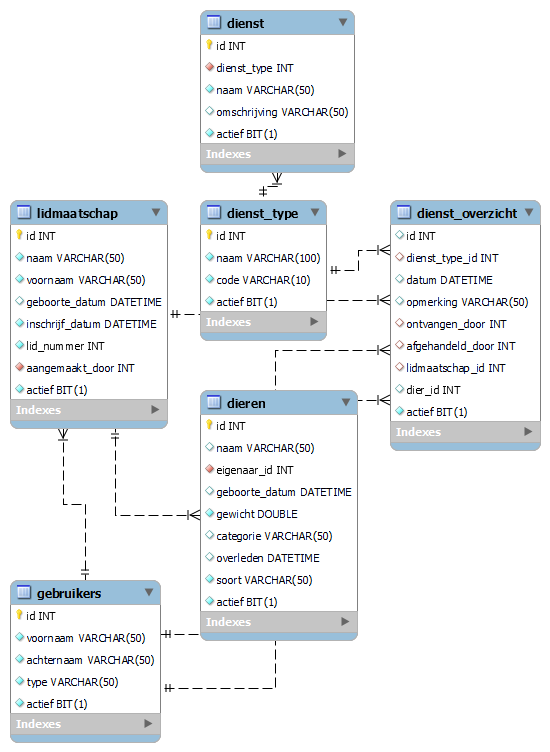 dienst
id INT
dienst_type INT
naam VARCHAR(50)
omschrijving VARCHAR(50)
actief BIT(1)
Indexes
lidmaatschap
id INT
naam VARCHAR(50)
voornaam VARCHAR(50)
geboorte_datum DATETIME
inschrijf_datum DATETIME
lid_nummer INT
aangemaakt_door INT
actief BIT(1)
Indexes
dienst_type
id INT
naam VARCHAR(100)
code VARCHAR(10)
actief BIT(1)
Indexes
dienst_overzicht
id INT
dienst_type_id INT
datum DATETIME
opmerking VARCHAR(50)
ontvangen_door INT
afgehandeld_door INT
lidmaatschap_id INT
dier_id INT
actief BIT(1)
Indexes
dieren
id INT
naam VARCHAR(50)
eigenaar_id INT
geboorte_datum DATETIME
gewicht DOUBLE
categorie VARCHAR(50)
overleden DATETIME
soort VARCHAR(50)
actief BIT(1)
Indexes
gebruikers
id INT
voornaam VARCHAR(50)
achternaam VARCHAR(50)
type VARCHAR(50)
actief BIT(1)
Indexes